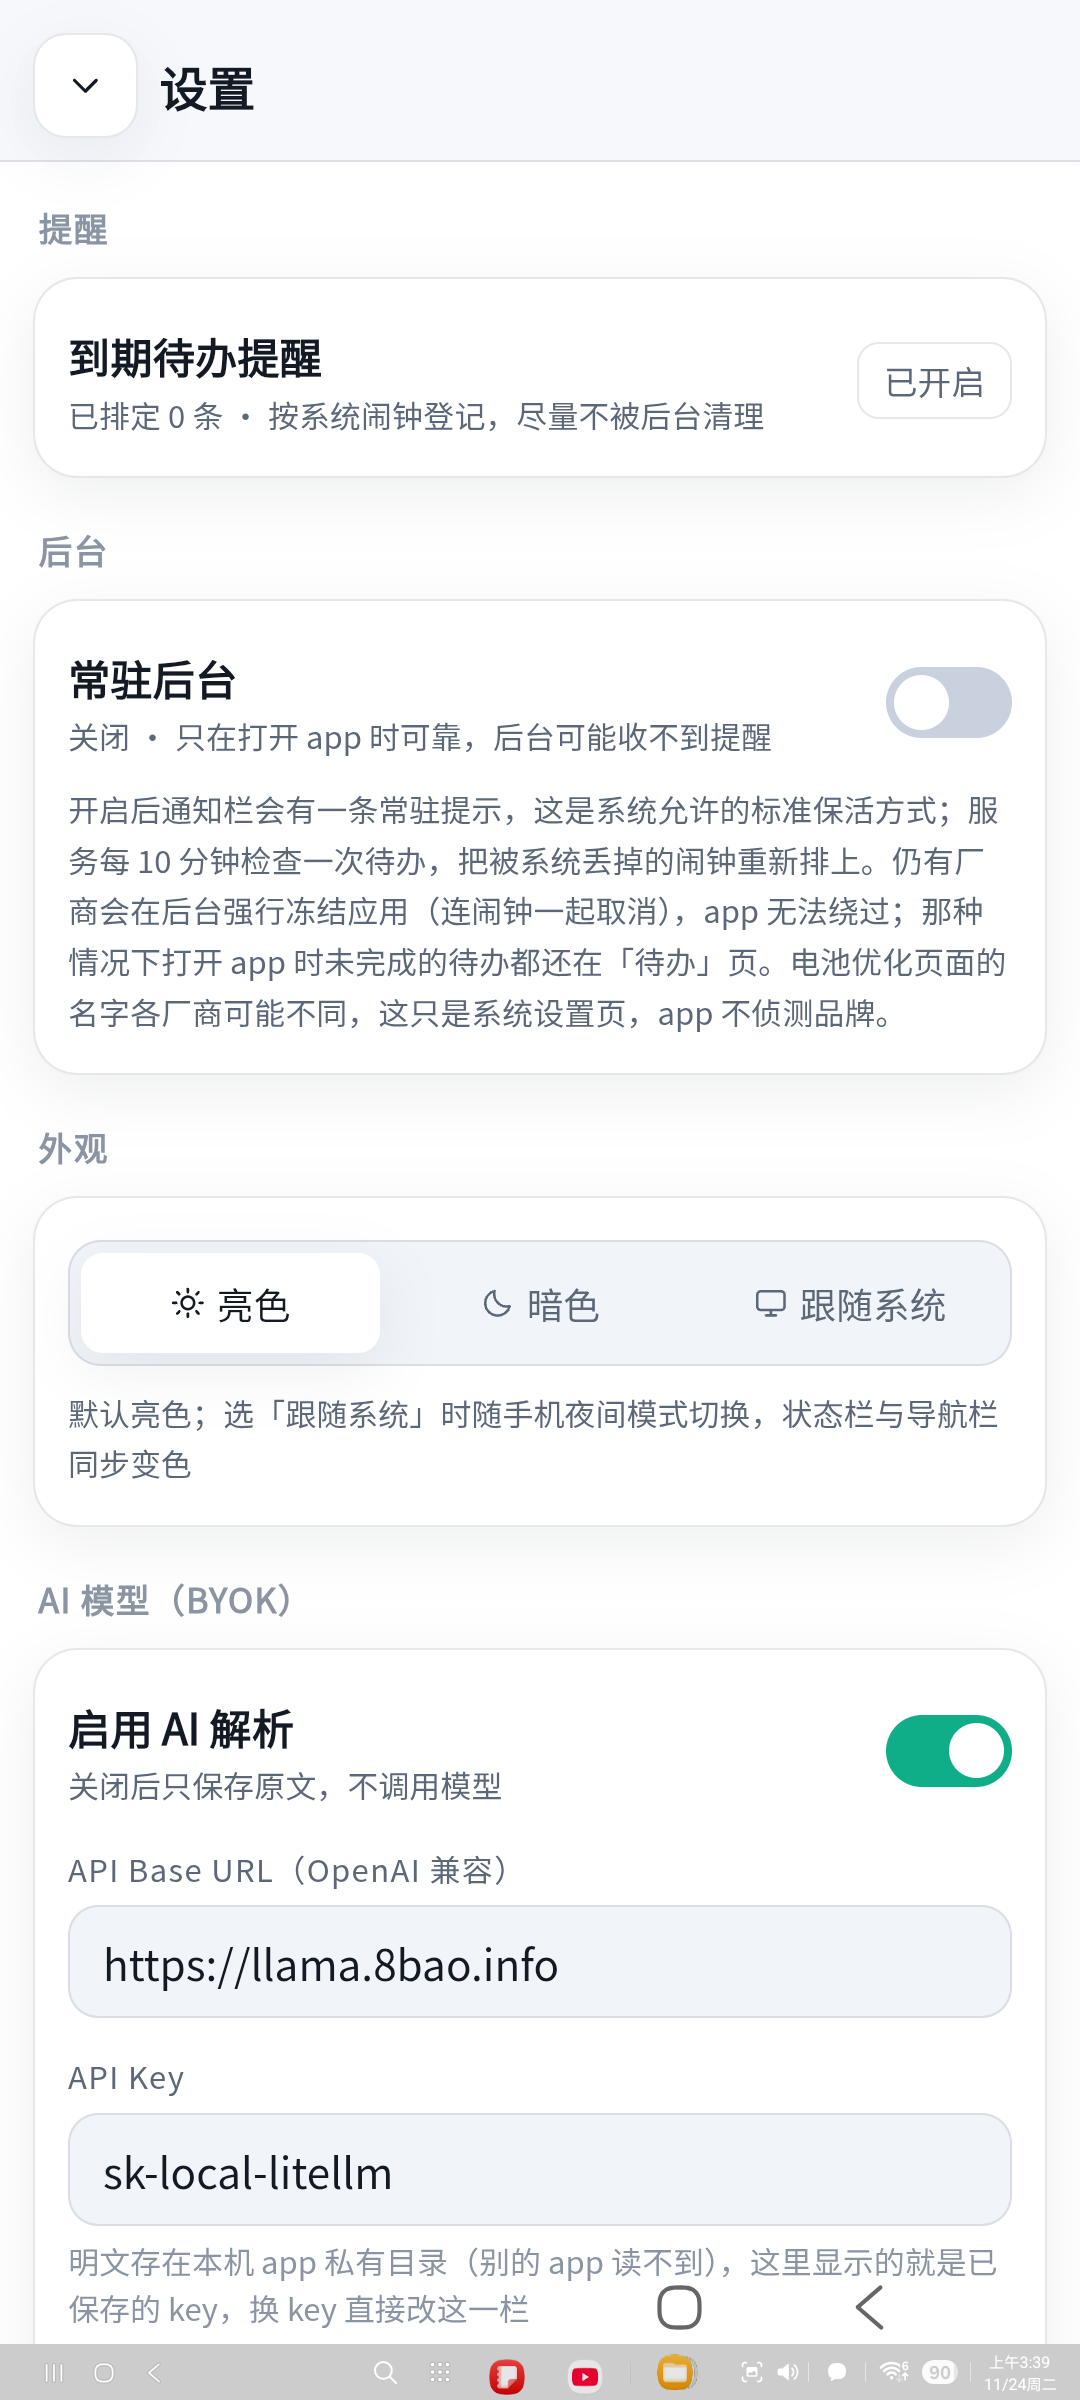 设置
提醒
到期待办提醒
已排定 0 条 · 按系统闹钟登记，尽量不被后台清理
已开启
后台
常驻后台
关闭 · 只在打开 app 时可靠，后台可能收不到提醒
开启后通知栏会有一条常驻提示，这是系统允许的标准保活方式；服
务每 10 分钟检查一次待办，把被系统丢掉的闹钟重新排上。仍有厂
商会在后台强行冻结应用（连闹钟一起取消），app 无法绕过；那种
情况下打开 app 时未完成的待办都还在「待办」页。电池优化页面的
名字各厂商可能不同，这只是系统设置页，app 不侦测品牌。
外观
亮色
暗色
跟随系统
默认亮色；选「跟随系统」时随手机夜间模式切换，状态栏与导航栏
同步变色
AI 模型（BYOK）
启用 AI 解析
关闭后只保存原文，不调用模型
API Base URL（OpenAI 兼容）
https://llama.8bao.info
API Key
sk-local-litellm
明文存在本机 app 私有目录（别的 app 读不到），这里显示的就是已
保存的 key，换 key 直接改这一栏
6
90
上午3:39
11/24周二